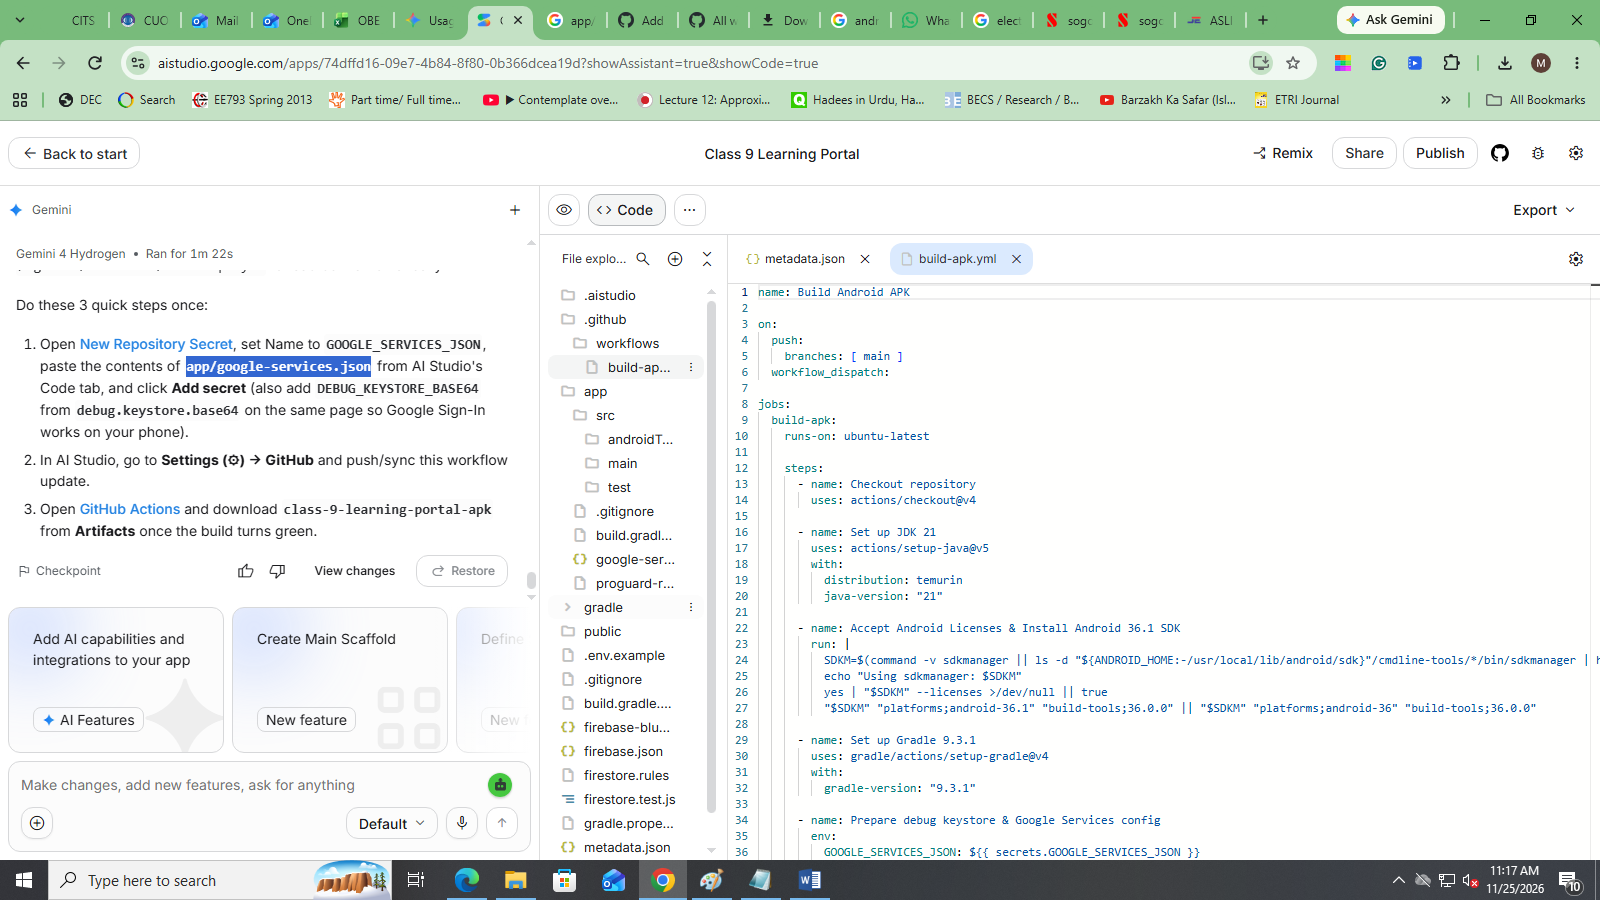 CITS
CUO
Mail
Onel
OBE
Usag
C
app/
Add
All w
Dow
andr
Wha
elect
sogc
sogc
ASLI
Ask Gemini
aistudio.google.com/apps/74dffd16-09e7-4b84-8f80-0b366dcea19d?showAssistant=true&showCode=true
M
DEC
Search
EE793 Spring 2013
Part time/ Full time...
▶ Contemplate ove...
Lecture 12: Approxi...
Hadees in Urdu, Ha...
BECS / Research / B...
Barzakh Ka Safar (Isl...
ETRI Journal
»
All Bookmarks
← Back to start
Class 9 Learning Portal
Remix
Share
Publish
Gemini
Code
Export
Gemini 4 Hydrogen • Ran for 1m 22s
Do these 3 quick steps once:
1. Open New Repository Secret, set Name to GOOGLE_SERVICES_JSON,
paste the contents of app/google-services.json from AI Studio's
Code tab, and click Add secret (also add DEBUG_KEYSTORE_BASE64
from debug.keystore.base64 on the same page so Google Sign-In
works on your phone).
2. In AI Studio, go to Settings (⚙) → GitHub and push/sync this workflow
update.
3. Open GitHub Actions and download class-9-learning-portal-apk
from Artifacts once the build turns green.
Checkpoint
View changes
Restore
Add AI capabilities and
integrations to your app
AI Features
Create Main Scaffold
New feature
Define
New f
Make changes, add new features, ask for anything
Default
File explo...
.aistudio
.github
workflows
build-ap...
app
src
androidT...
main
test
.gitignore
build.gradl...
google-ser...
proguard-r...
gradle
public
.env.example
.gitignore
build.gradle....
firebase-blu...
firebase.json
firestore.rules
firestore.test.js
gradle.prope...
metadata.json
metadata.json
build-apk.yml
1 name: Build Android APK
2
3 on:
4 push:
5 branches: [ main ]
6 workflow_dispatch:
7
8 jobs:
9 build-apk:
10 runs-on: ubuntu-latest
11
12 steps:
13 - name: Checkout repository
14 uses: actions/checkout@v4
15
16 - name: Set up JDK 21
17 uses: actions/setup-java@v5
18 with:
19 distribution: temurin
20 java-version: "21"
21
22 - name: Accept Android Licenses & Install Android 36.1 SDK
23 run: |
24 SDKM=$(command -v sdkmanager || ls -d "${ANDROID_HOME:-/usr/local/lib/android/sdk}"/cmdline-tools/*/bin/sdkmanager | h
25 echo "Using sdkmanager: $SDKM"
26 yes | "$SDKM" --licenses >/dev/null || true
27 "$SDKM" "platforms;android-36.1" "build-tools;36.0.0" || "$SDKM" "platforms;android-36" "build-tools;36.0.0"
28
29 - name: Set up Gradle 9.3.1
30 uses: gradle/actions/setup-gradle@v4
31 with:
32 gradle-version: "9.3.1"
33
34 - name: Prepare debug keystore & Google Services config
35 env:
36 GOOGLE_SERVICES_JSON: ${{ secrets.GOOGLE_SERVICES_JSON }}
Type here to search
11:17 AM
11/25/2026
10